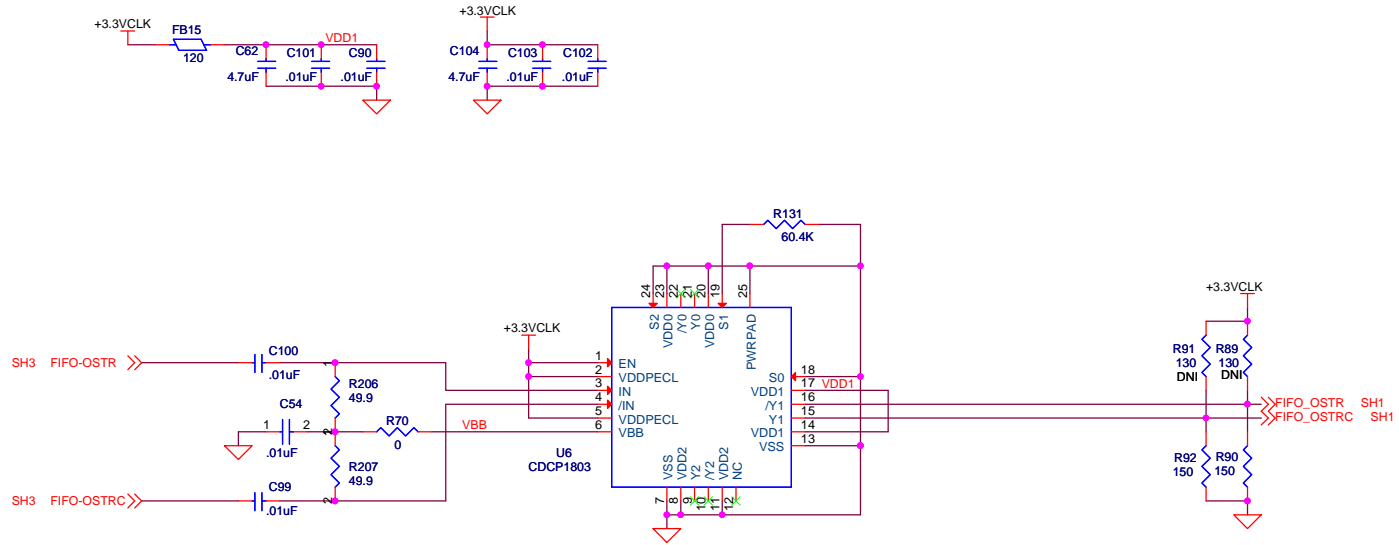 +3.3VCLK
FB15
120
VDD1
C62
4.7uF
C101
.01uF
C90
.01uF
+3.3VCLK
C104
4.7uF
C103
.01uF
C102
.01uF
R131
60.4K
24
23
22
21
20
19
25
S2
VDD0
/Y0
Y0
VDD0
S1
PWRPAD
+3.3VCLK
SH3 FIFO-OSTR
C100
.01uF
1
R206
49.9
C54
1
2
.01uF
2
R70
0
VBB
R207
49.9
SH3 FIFO-OSTRC
C99
.01uF
2
1 EN
2 VDDPECL
3 IN
4 /IN
5 VDDPECL
6 VBB
U6
CDCP1803
S0 18
VDD1 17
VDD1
/Y1 16
Y1 15
VDD1 14
VSS 13
VSS
VDD2
Y2
/Y2
VDD2
NC
7
8
9
10
11
12
+3.3VCLK
R91
130
DNI
R89
130
DNI
FIFO_OSTR SH1
FIFO_OSTRC SH1
R92
150
R90
150